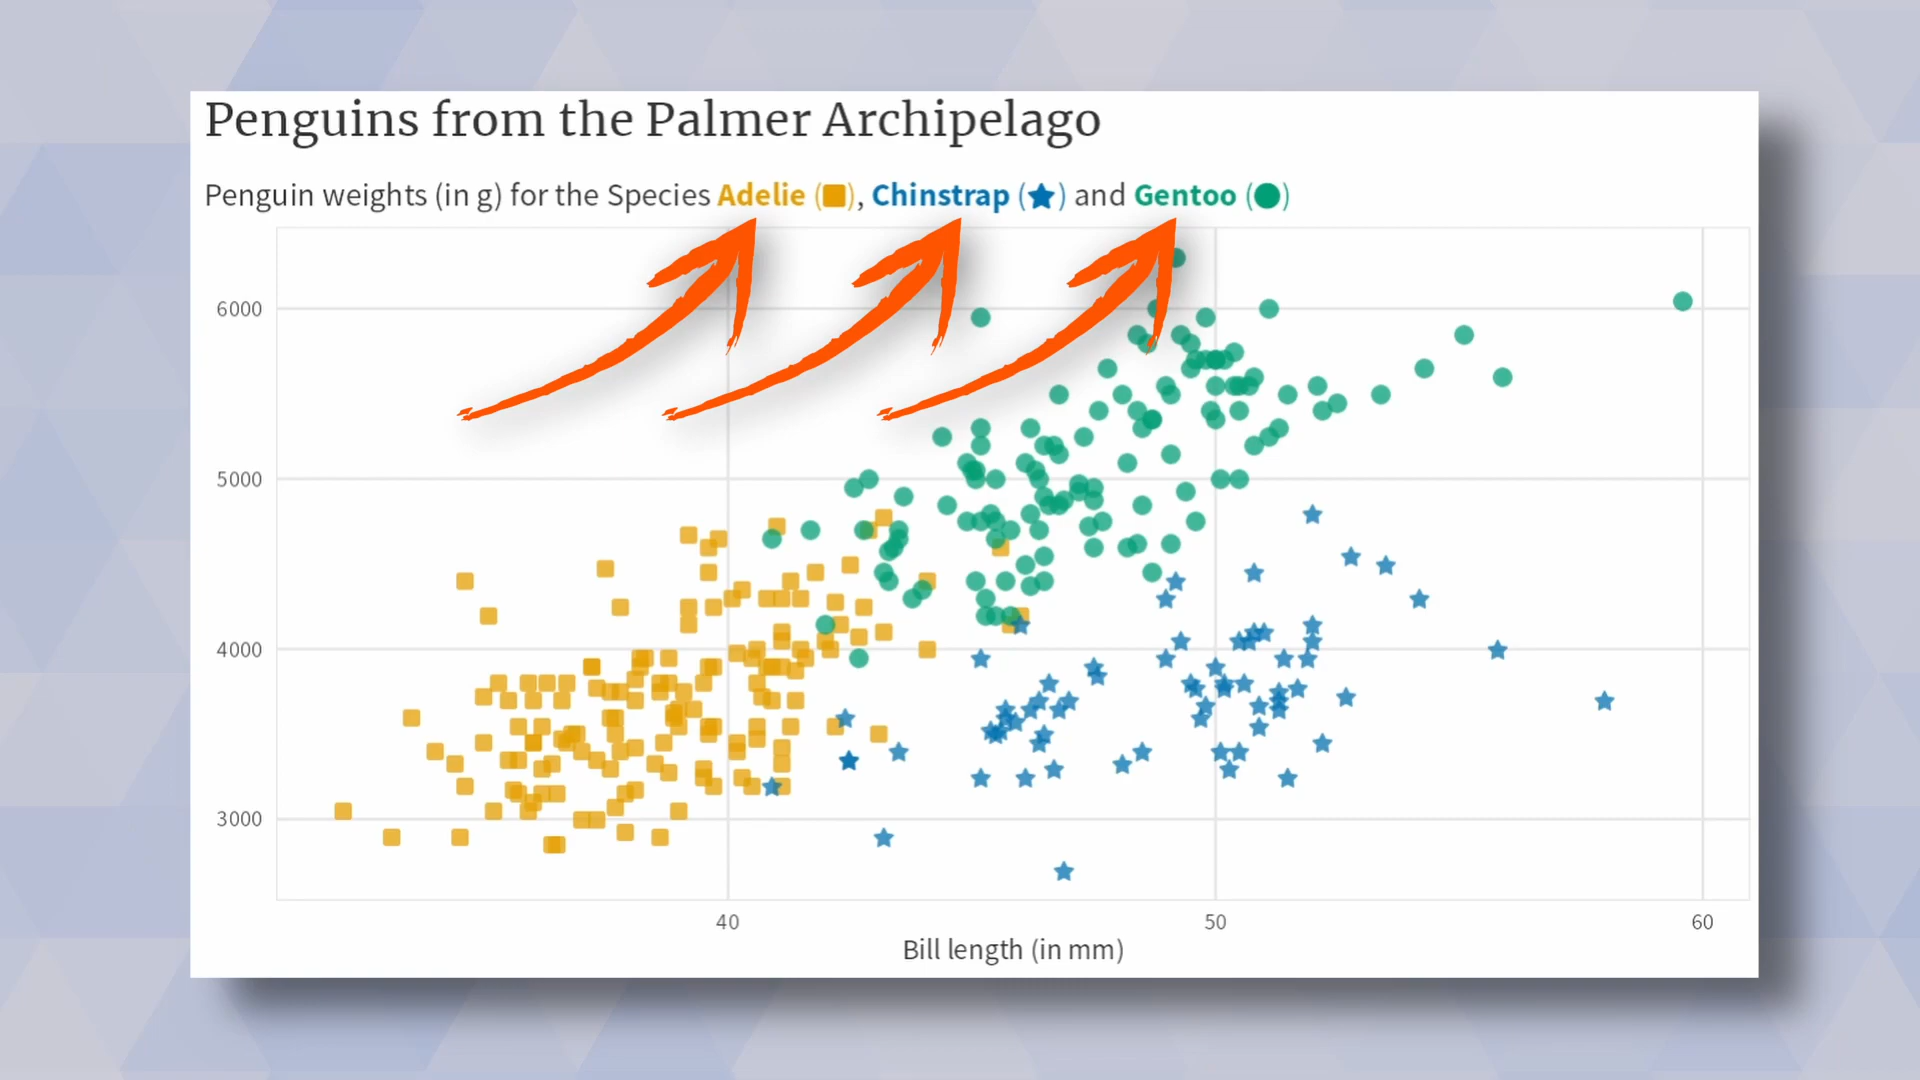 Penguins from the Palmer Archipelago
Penguin weights (in g) for the Species Adelie (■), Chinstrap (★) and Gentoo (●)
6000
5000
4000
3000
40 50 60
Bill length (in mm)